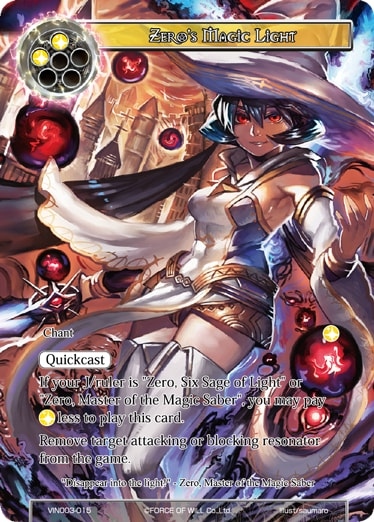 Zero's Magic Light
Chant
Quickcast
If your J/ruler is "Zero, Six Sage of Light" or
"Zero, Master of the Magic Saber", you may pay
less to play this card.
Remove target attacking or blocking resonator
from the game.
"Disappear into the light!" - Zero, Master of the Magic Saber
VIN003-015 ©FORCE OF WILL Co.,Ltd. illust/saumaro